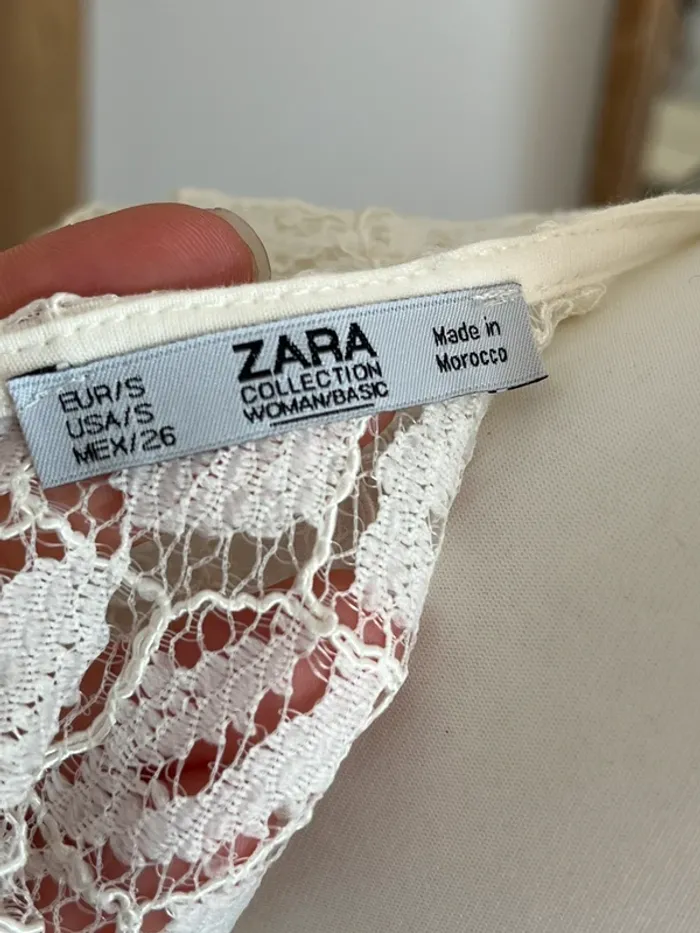 EUR/S
USA/S
MEX/26
ZARA
COLLECTION
WOMAN/BASIC
Made in
Morocco